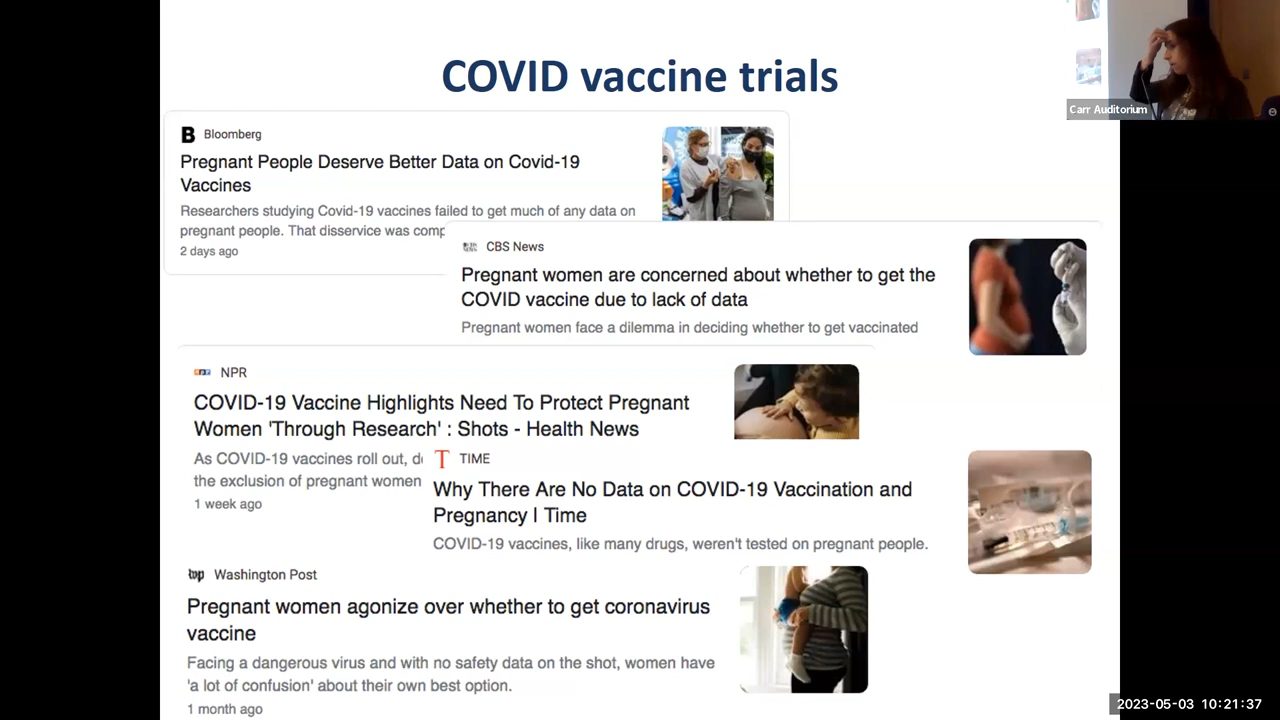 COVID vaccine trials
Carr Auditorium
Bloomberg
Pregnant People Deserve Better Data on Covid-19
Vaccines
Researchers studying Covid-19 vaccines failed to get much of any data on
pregnant people. That disservice was comp
2 days ago
CBS News
Pregnant women are concerned about whether to get the
COVID vaccine due to lack of data
Pregnant women face a dilemma in deciding whether to get vaccinated
NPR
COVID-19 Vaccine Highlights Need To Protect Pregnant
Women 'Through Research' : Shots - Health News
As COVID-19 vaccines roll out, d
the exclusion of pregnant women
1 week ago
TIME
Why There Are No Data on COVID-19 Vaccination and
Pregnancy | Time
COVID-19 vaccines, like many drugs, weren't tested on pregnant people.
wp Washington Post
Pregnant women agonize over whether to get coronavirus
vaccine
Facing a dangerous virus and with no safety data on the shot, women have
'a lot of confusion' about their own best option.
1 month ago
2023-05-03 10:21:37